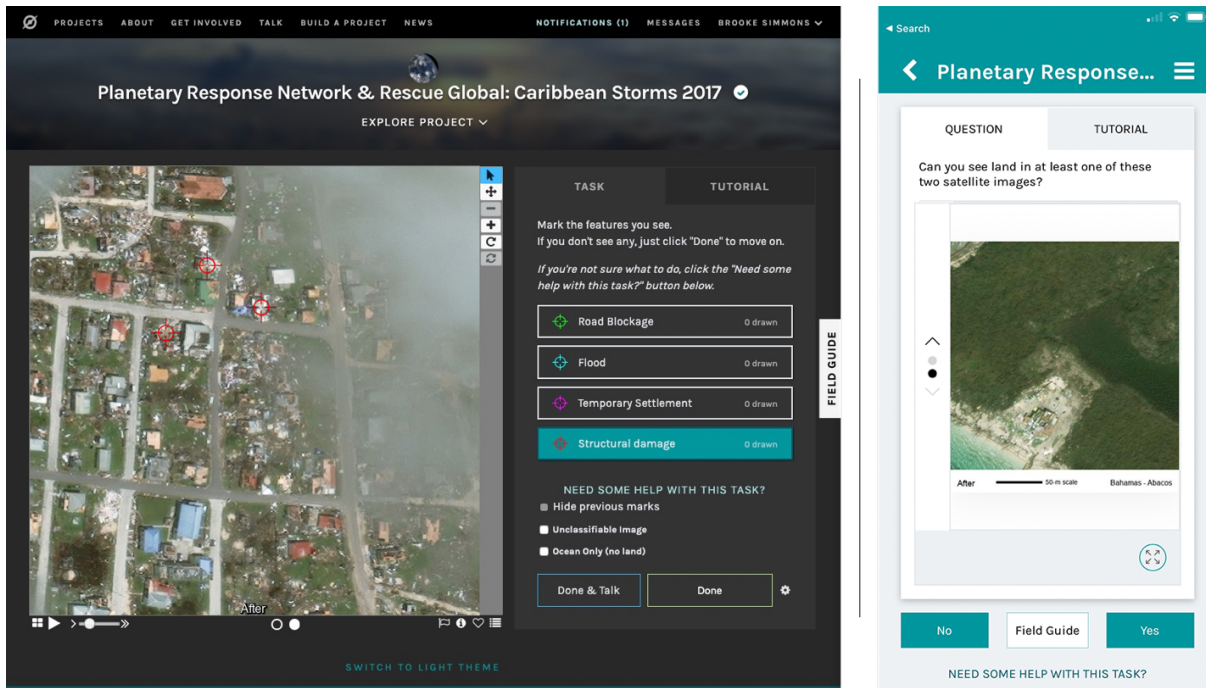 PROJECTS ABOUT GET INVOLVED TALK BUILD A PROJECT NEWS NOTIFICATIONS (1) MESSAGES BROOKE SIMMONS
Planetary Response Network & Rescue Global: Caribbean Storms 2017
EXPLORE PROJECT
TASK TUTORIAL
Mark the features you see.
If you don't see any, just click "Done" to move on.
If you're not sure what to do, click the "Need some
help with this task?" button below.
Road Blockage 0 drawn
Flood 0 drawn
Temporary Settlement 0 drawn
Structural damage 0 drawn
NEED SOME HELP WITH THIS TASK?
Hide previous marks
Unclassifiable Image
Ocean Only (no land)
Done & Talk Done
FIELD GUIDE
After
SWITCH TO LIGHT THEME
Search
Planetary Response...
QUESTION TUTORIAL
Can you see land in at least one of these
two satellite images?
After 50-m scale Bahamas - Abacos
No Field Guide Yes
NEED SOME HELP WITH THIS TASK?